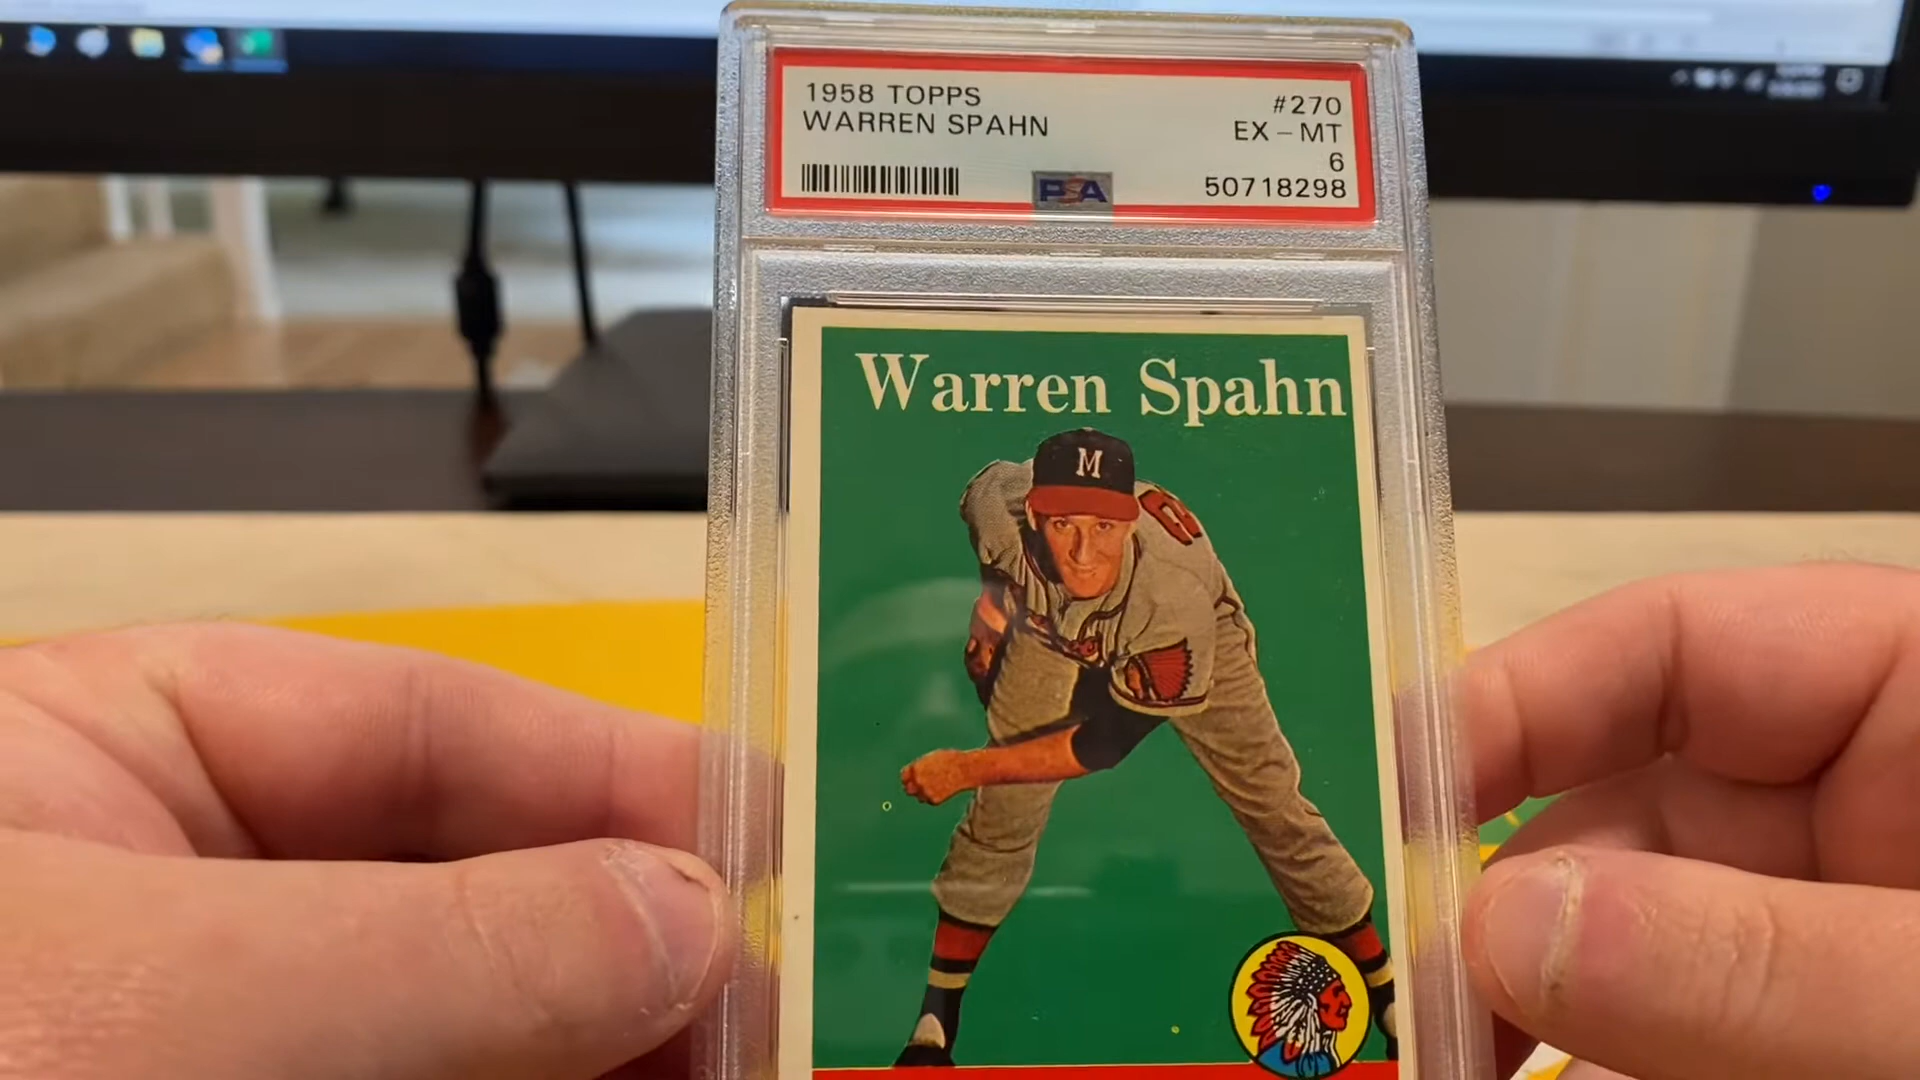 1958 TOPPS #270
WARREN SPAHN EX - MT
6
PSA 50718298
Warren Spahn
M